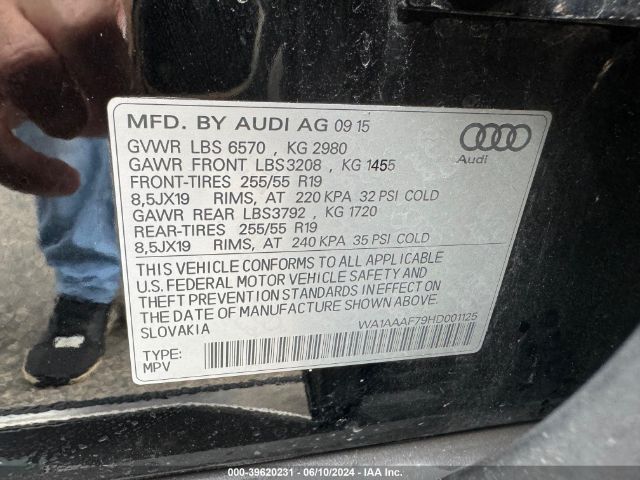 MFD. BY AUDI AG 09 15
GVWR LBS 6570 , KG 2980
GAWR FRONT LBS3208 , KG 1455
FRONT-TIRES 255/55 R19
8,5JX19 RIMS, AT 220 KPA 32 PSI COLD
GAWR REAR LBS3792 , KG 1720
REAR-TIRES 255/55 R19
8,5JX19 RIMS, AT 240 KPA 35 PSI COLD
Audi
THIS VEHICLE CONFORMS TO ALL APPLICABLE
U.S. FEDERAL MOTOR VEHICLE SAFETY AND
THEFT PREVENTION STANDARDS IN EFFECT ON
THE DATE OF MANUFACTURE SHOWN ABOVE.
SLOVAKIA
WA1AAAF79HD001125
TYPE:
MPV
000-39620231 - 06/10/2024 - IAA Inc.